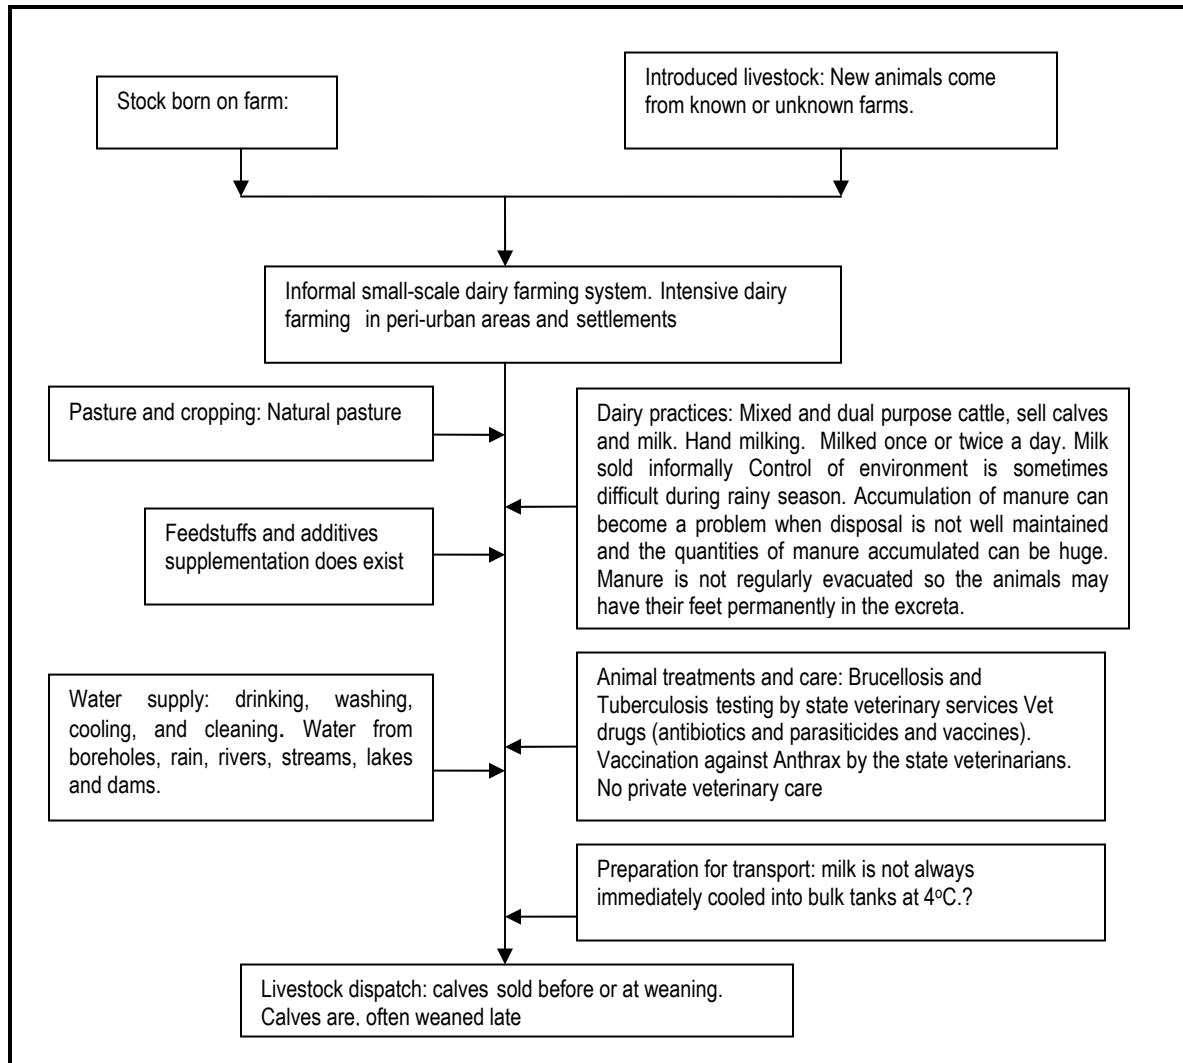 Stock born on farm:
Introduced livestock: New animals come
from known or unknown farms.
Informal small-scale dairy farming system. Intensive dairy
farming in peri-urban areas and settlements
Pasture and cropping: Natural pasture
Dairy practices: Mixed and dual purpose cattle, sell calves
and milk. Hand milking. Milked once or twice a day. Milk
sold informally Control of environment is sometimes
difficult during rainy season. Accumulation of manure can
become a problem when disposal is not well maintained
and the quantities of manure accumulated can be huge.
Manure is not regularly evacuated so the animals may
have their feet permanently in the excreta.
Feedstuffs and additives
supplementation does exist
Water supply: drinking, washing,
cooling, and cleaning. Water from
boreholes, rain, rivers, streams, lakes
and dams.
Animal treatments and care: Brucellosis and
Tuberculosis testing by state veterinary services Vet
drugs (antibiotics and parasiticides and vaccines).
Vaccination against Anthrax by the state veterinarians.
No private veterinary care
Preparation for transport: milk is not always
immediately cooled into bulk tanks at 4ºC.?
Livestock dispatch: calves sold before or at weaning.
Calves are, often weaned late